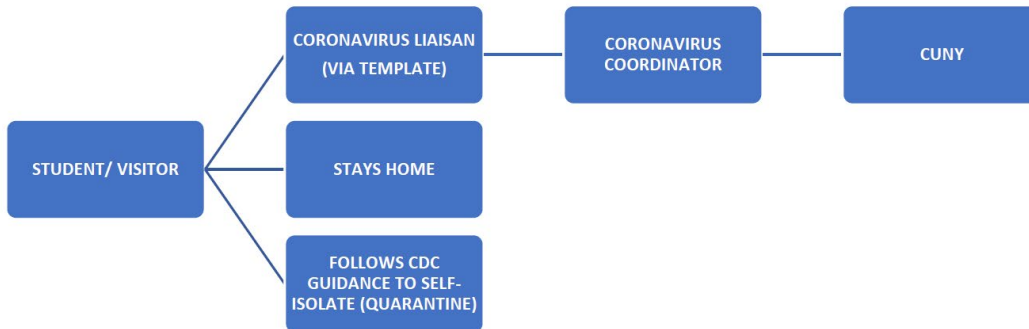 STUDENT/ VISITOR
CORONAVIRUS LIAISAN
(VIA TEMPLATE)
CORONAVIRUS
COORDINATOR
CUNY
STAYS HOME
FOLLOWS CDC
GUIDANCE TO SELF-
ISOLATE (QUARANTINE)